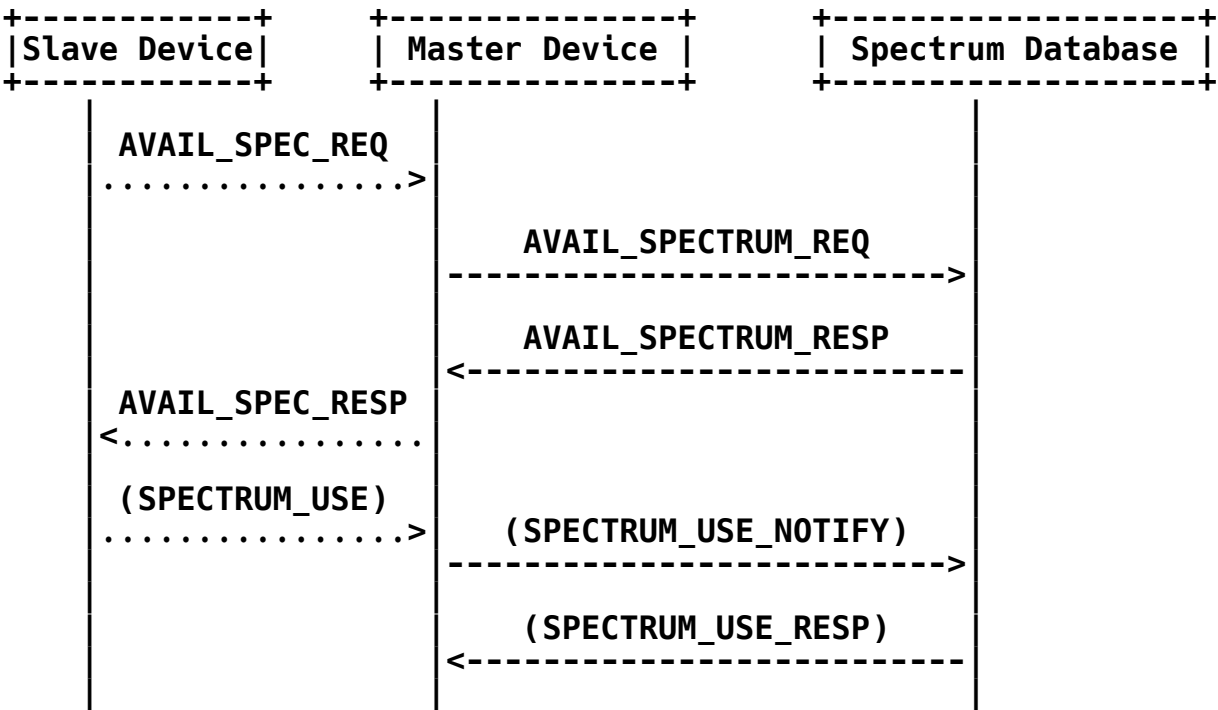 Slave Device Master Device Spectrum Database
AVAIL_SPEC_REQ
AVAIL_SPECTRUM_REQ
AVAIL_SPECTRUM_RESP
AVAIL_SPEC_RESP
(SPECTRUM_USE)
(SPECTRUM_USE_NOTIFY)
(SPECTRUM_USE_RESP)